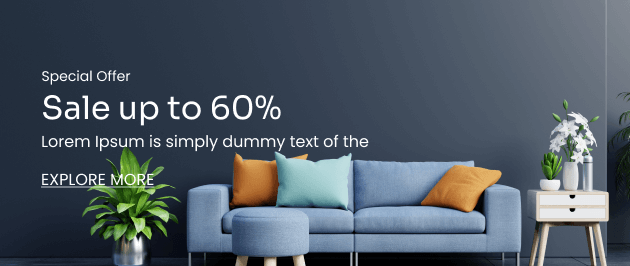 Special Offer
Sale up to 60%
Lorem Ipsum is simply dummy text of the
EXPLORE MORE